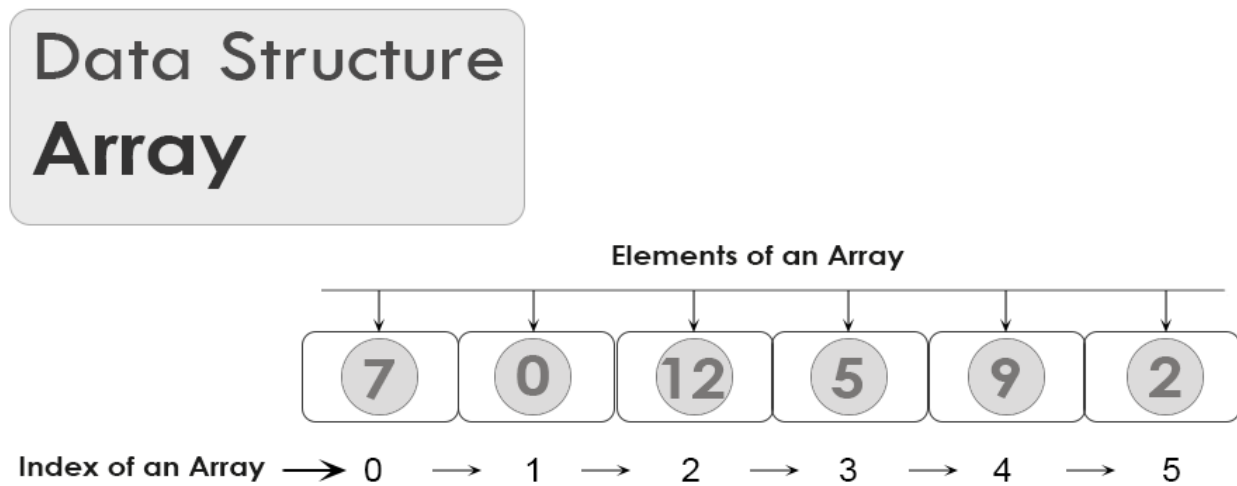 Data Structure
Array
Elements of an Array
7 0 12 5 9 2
Index of an Array 0 1 2 3 4 5